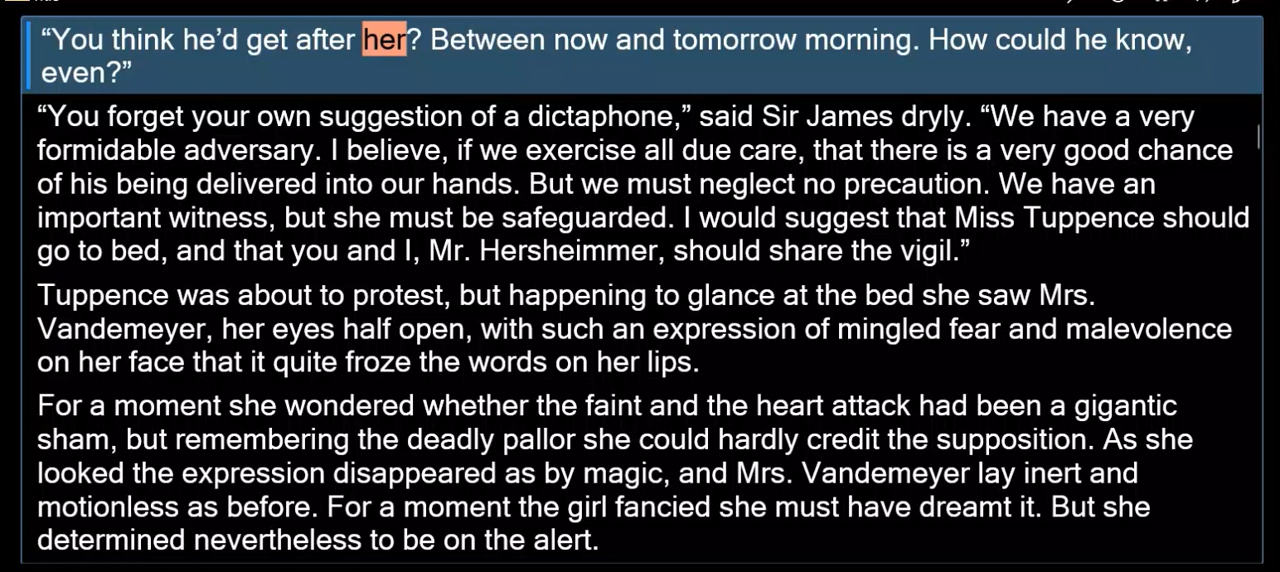 “You think he’d get after her? Between now and tomorrow morning. How could he know,
even?”
“You forget your own suggestion of a dictaphone,” said Sir James dryly. “We have a very
formidable adversary. I believe, if we exercise all due care, that there is a very good chance
of his being delivered into our hands. But we must neglect no precaution. We have an
important witness, but she must be safeguarded. I would suggest that Miss Tuppence should
go to bed, and that you and I, Mr. Hersheimmer, should share the vigil.”
Tuppence was about to protest, but happening to glance at the bed she saw Mrs.
Vandemeyer, her eyes half open, with such an expression of mingled fear and malevolence
on her face that it quite froze the words on her lips.
For a moment she wondered whether the faint and the heart attack had been a gigantic
sham, but remembering the deadly pallor she could hardly credit the supposition. As she
looked the expression disappeared as by magic, and Mrs. Vandemeyer lay inert and
motionless as before. For a moment the girl fancied she must have dreamt it. But she
determined nevertheless to be on the alert.